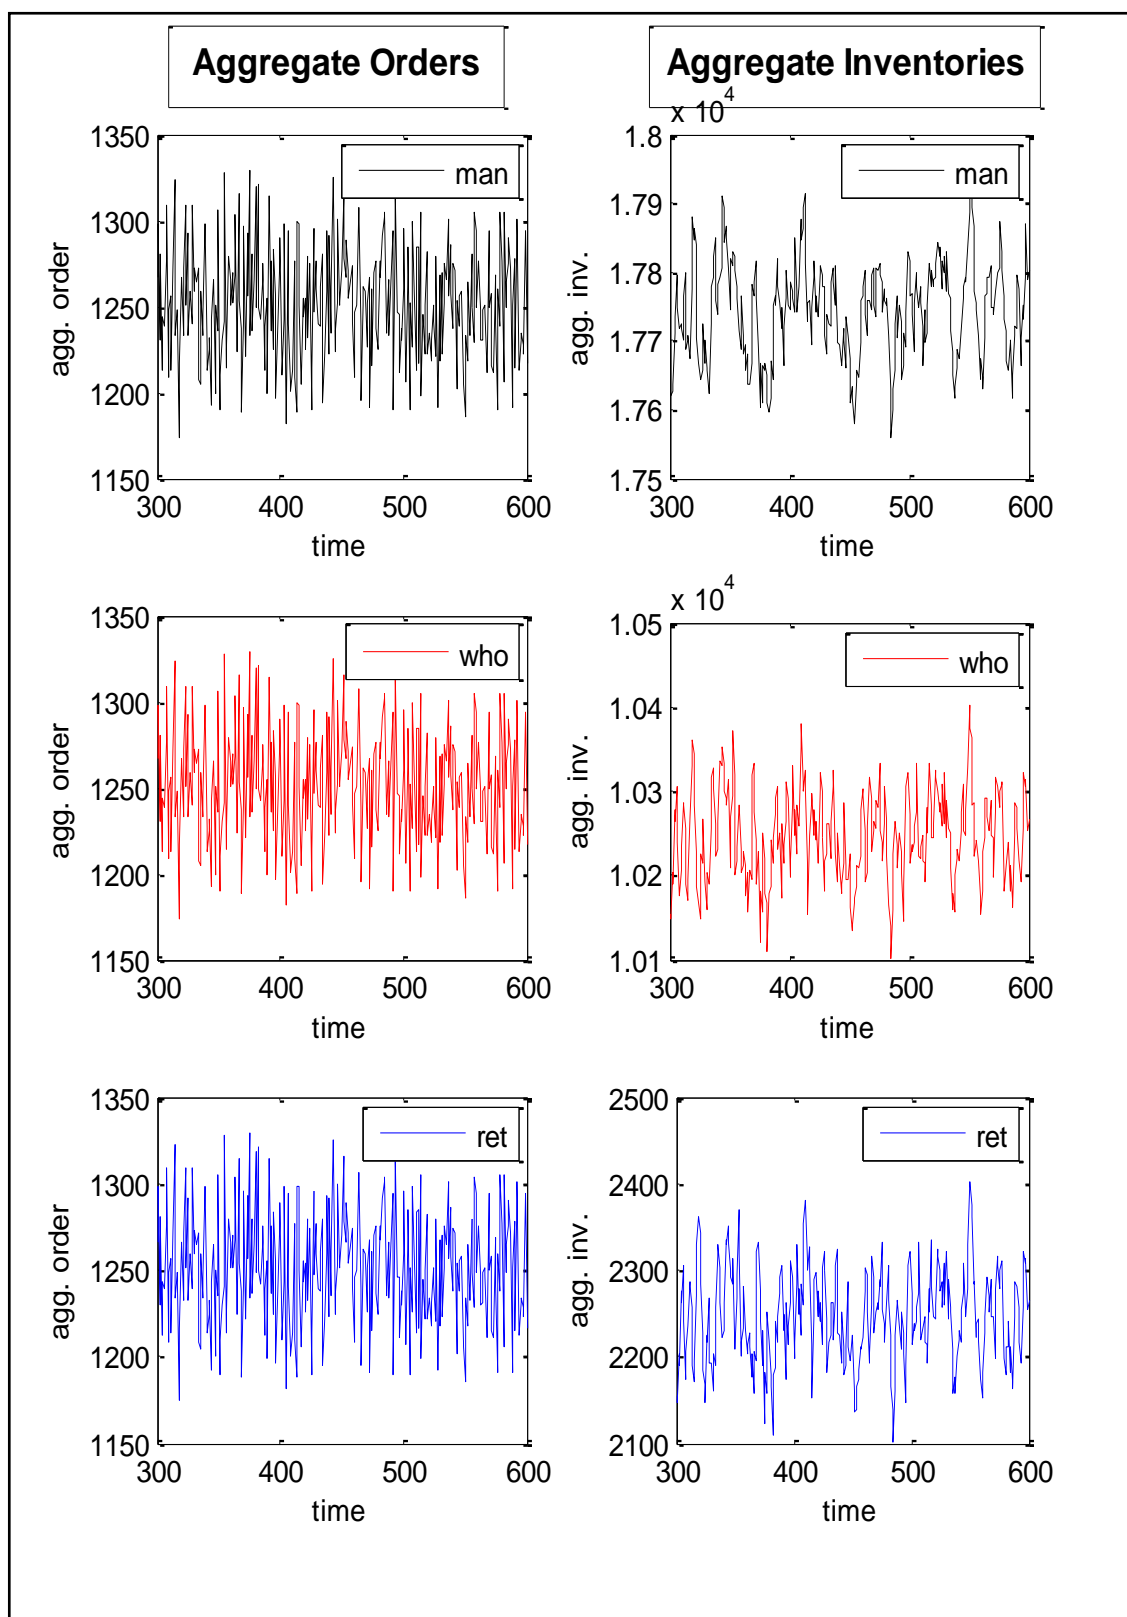 Aggregate Orders
Aggregate Inventories
1350
1300
1250
1200
1150
300
400
500
600
agg. order
time
man
x 10^4
1.8
1.79
1.78
1.77
1.76
1.75
300
400
500
600
agg. inv.
time
man
1350
1300
1250
1200
1150
300
400
500
600
agg. order
time
who
x 10^4
1.05
1.04
1.03
1.02
1.01
300
400
500
600
agg. inv.
time
who
1350
1300
1250
1200
1150
300
400
500
600
agg. order
time
ret
2500
2400
2300
2200
2100
300
400
500
600
agg. inv.
time
ret